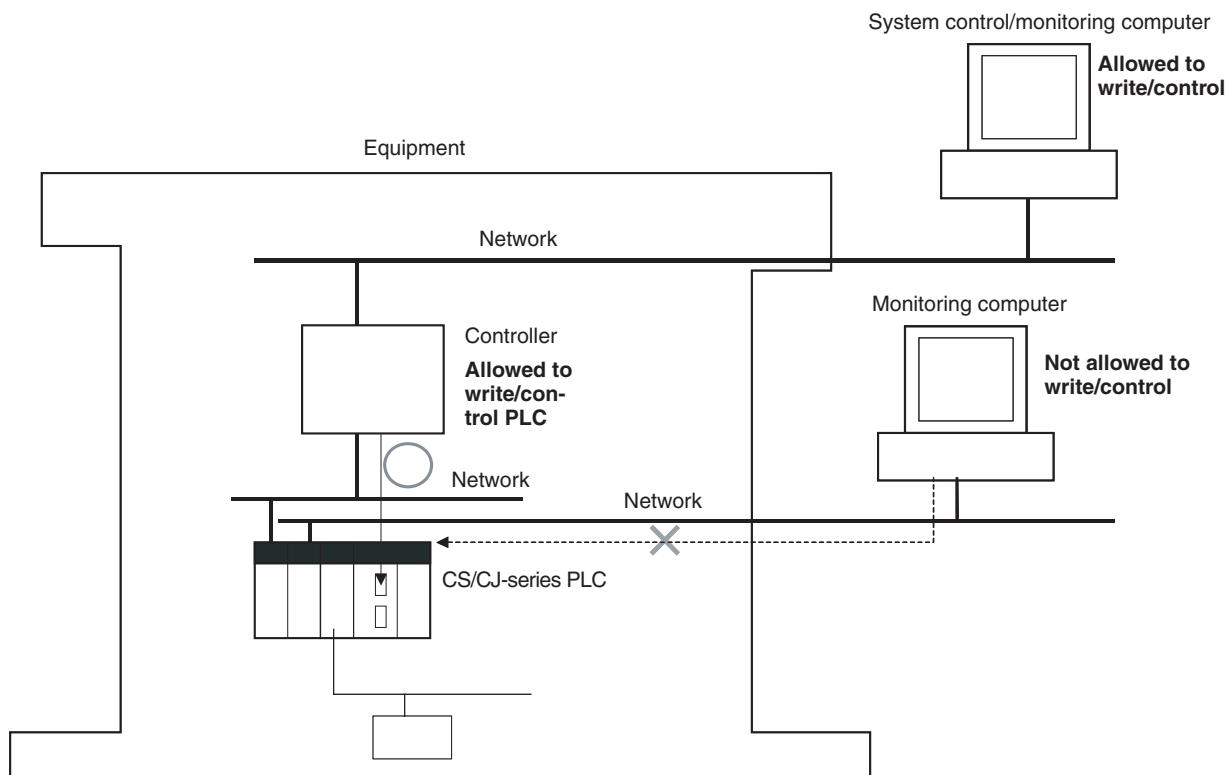 System control/monitoring computer
Allowed to
write/control
Equipment
Network
Monitoring computer
Controller
Allowed to
write/con-
trol PLC
Not allowed to
write/control
Network
Network
CS/CJ-series PLC